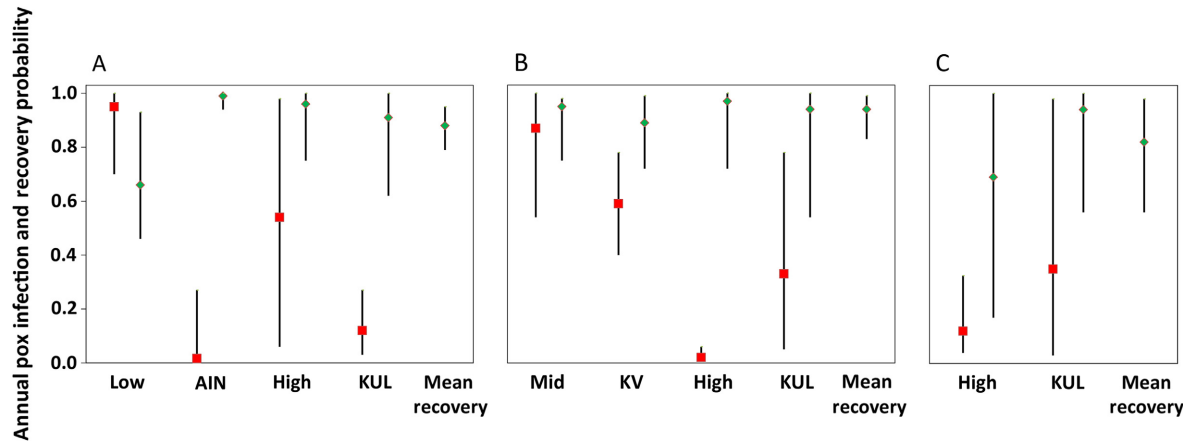 Annual pox infection and recovery probability
A
B
C
1.0
0.8
0.6
0.4
0.2
0.0
Low
AIN
High
KUL
Mean
recovery
Mid
KV
High
KUL
Mean
recovery
High
KUL
Mean
recovery